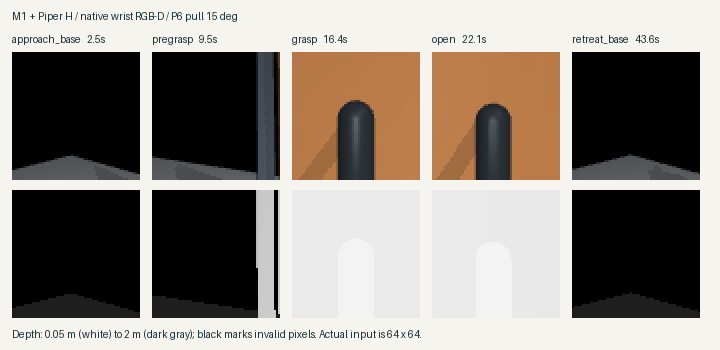 M1 + Piper H / native wrist RGB-D / P6 pull 15 deg
approach_base 2.5s
pregrasp 9.5s
grasp 16.4s
open 22.1s
retreat_base 43.6s
Depth: 0.05 m (white) to 2 m (dark gray); black marks invalid pixels. Actual input is 64 x 64.